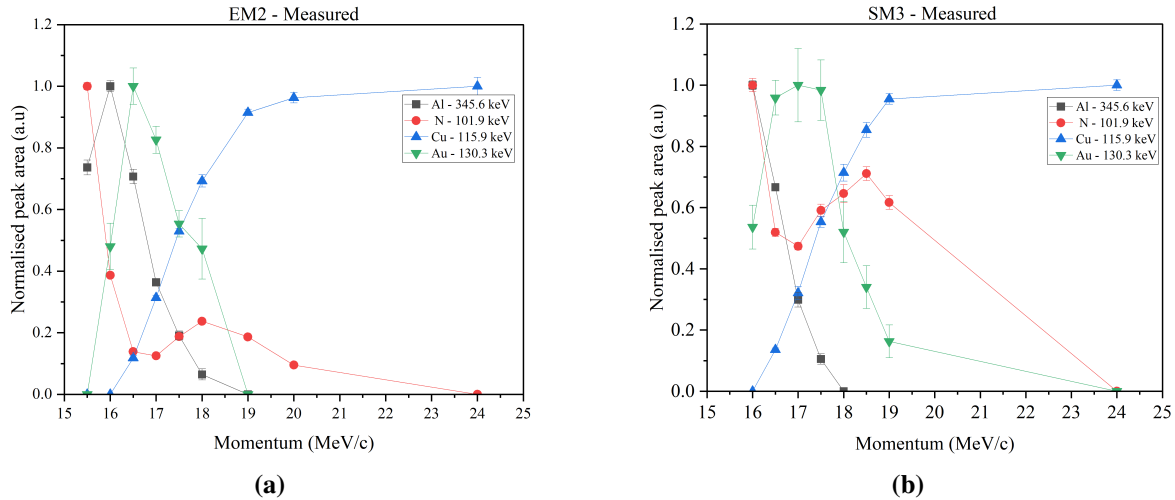 EM2 - Measured
1.2
1.0
0.8
0.6
0.4
0.2
0.0
Normalised peak area (a.u)
Al - 345.6 keV
N - 101.9 keV
Cu - 115.9 keV
Au - 130.3 keV
15 16 17 18 19 20 21 22 23 24 25
Momentum (MeV/c)
(a)
SM3 - Measured
1.2
1.0
0.8
0.6
0.4
0.2
0.0
Normalised peak area (a.u)
Al - 345.6 keV
N - 101.9 keV
Cu - 115.9 keV
Au - 130.3 keV
15 16 17 18 19 20 21 22 23 24 25
Momentum (MeV/c)
(b)